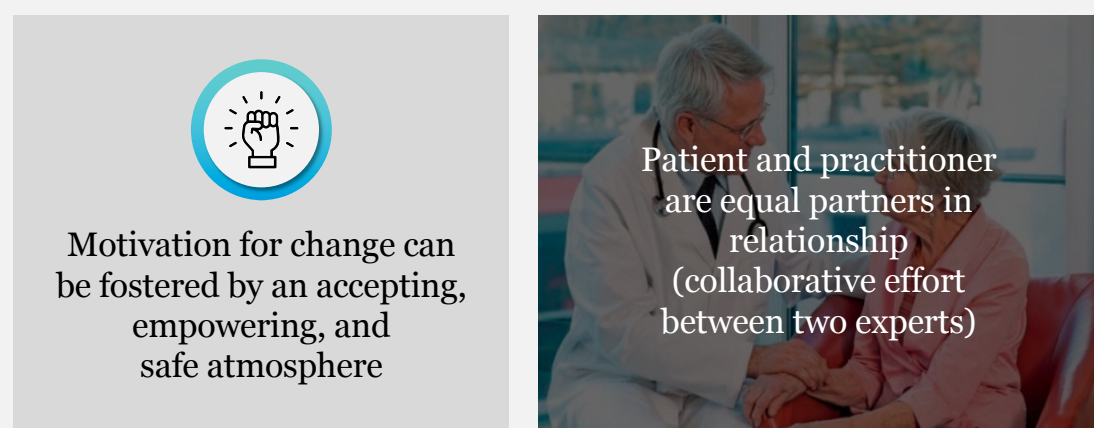 Motivation for change can
be fostered by an accepting,
empowering, and
safe atmosphere
Patient and practitioner
are equal partners in
relationship
(collaborative effort
between two experts)